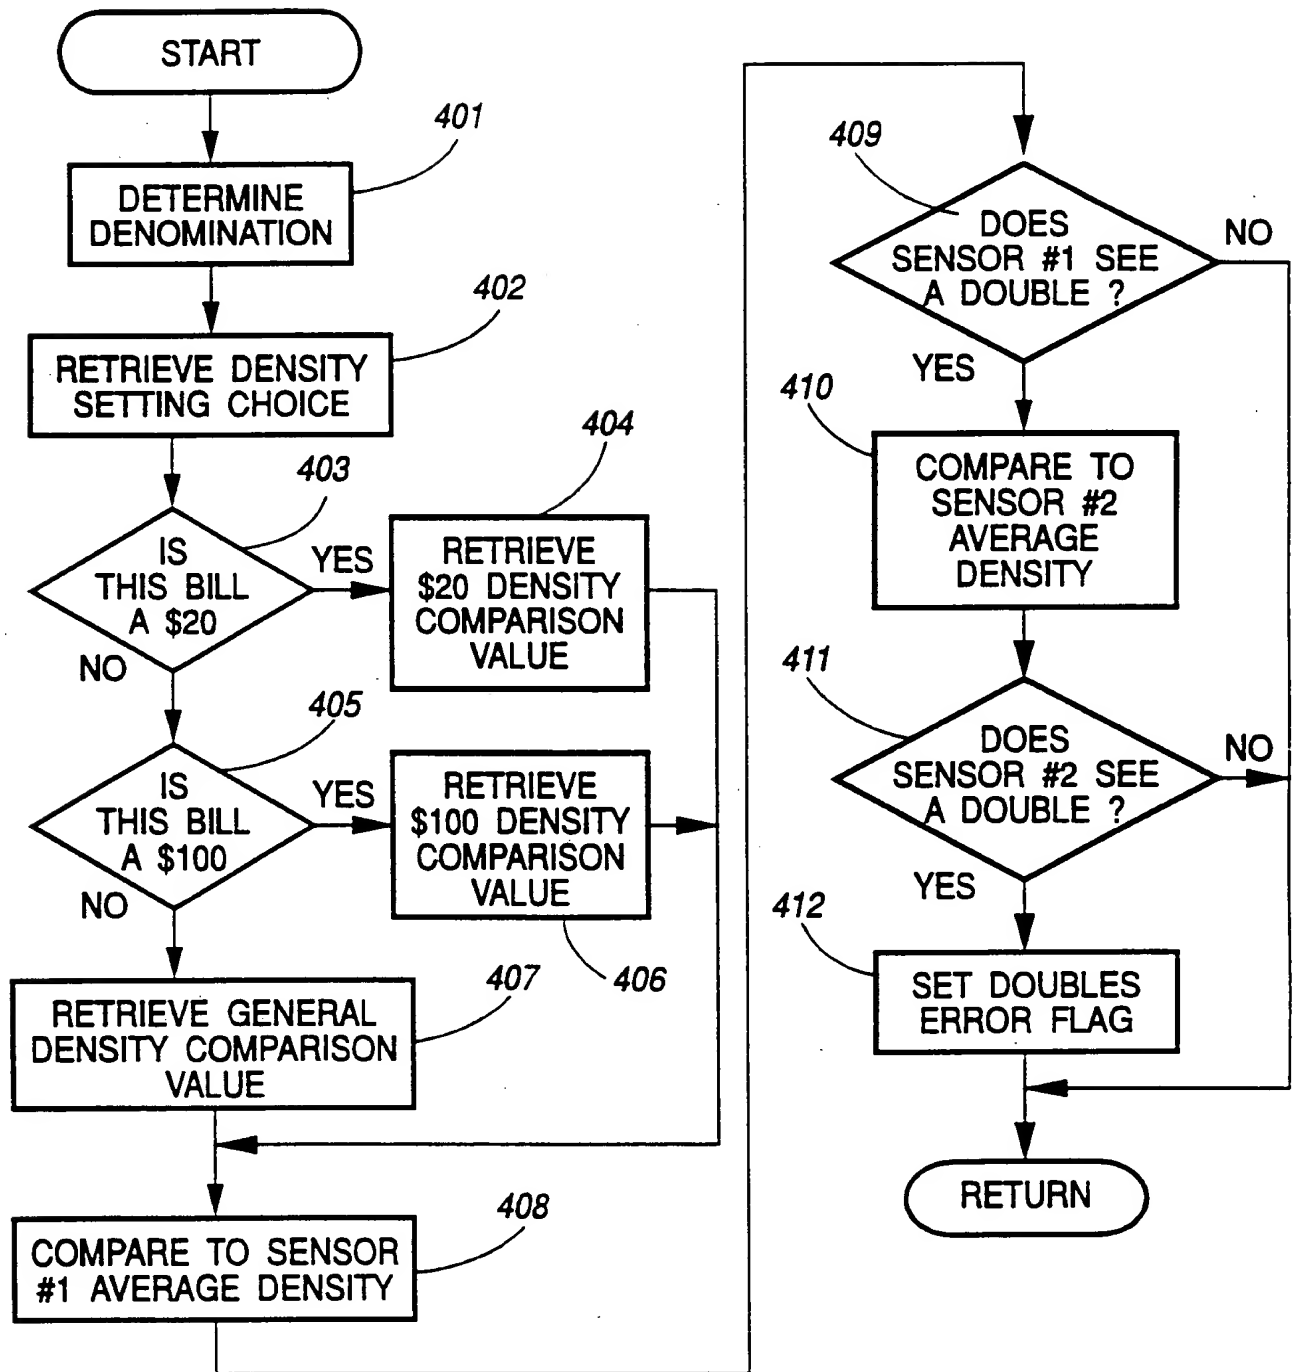 START
401
DETERMINE
DENOMINATION
402
RETRIEVE DENSITY
SETTING CHOICE
403
IS
THIS BILL
A $20
YES
NO
404
RETRIEVE
$20 DENSITY
COMPARISON
VALUE
405
IS
THIS BILL
A $100
YES
NO
RETRIEVE
$100 DENSITY
COMPARISON
VALUE
406
407
RETRIEVE GENERAL
DENSITY COMPARISON
VALUE
408
COMPARE TO SENSOR
#1 AVERAGE DENSITY
409
DOES
SENSOR #1 SEE
A DOUBLE ?
NO
YES
410
COMPARE TO
SENSOR #2
AVERAGE
DENSITY
411
DOES
SENSOR #2 SEE
A DOUBLE ?
NO
YES
412
SET DOUBLES
ERROR FLAG
RETURN